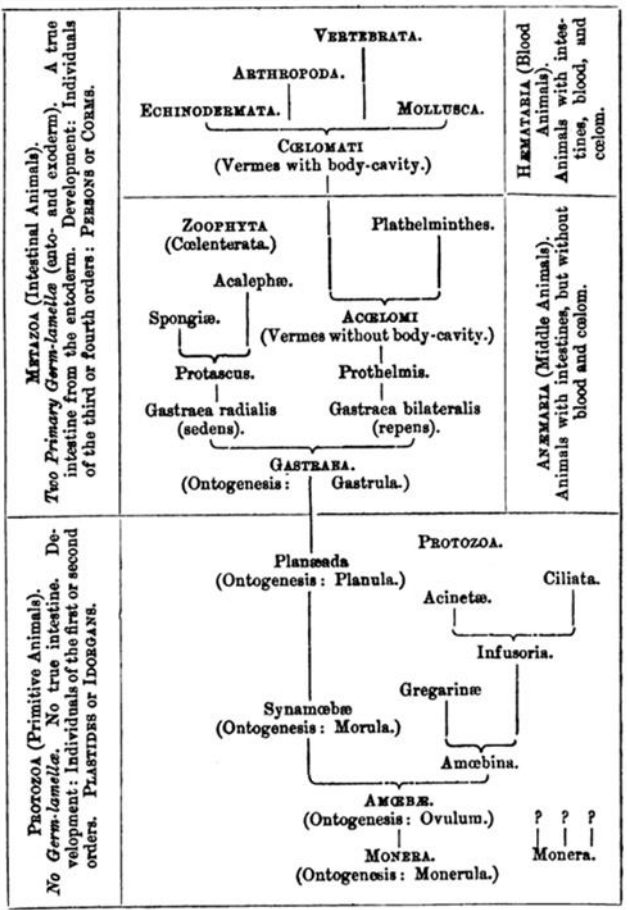 METAZOA (Intestinal Animals).
Two Primary Germ-lamellæ (ento- and exoderm). A true
intestine from the entoderm. Development: Individuals
of the third or fourth orders: PERSONS or CORMS.
VERTEBRATA.
ARTHROPODA.
ECHINODERMATA. MOLLUSCA.
CŒLOMATI
(Vermes with body-cavity.)
HÆMATARIA (Blood
Animals).
Animals with intes-
tines, blood, and
cœlom.
ZOOPHYTA Plathelminthes.
(Cœlenterata.)
Acalephæ.
Spongiæ. ACŒLOMI
(Vermes without body-cavity.)
Protascus. Prothelmis.
Gastraea radialis Gastraea bilateralis
(sedens). (repens).
GASTRAEA.
(Ontogenesis: Gastrula.)
ANÆMARIA (Middle Animals).
Animals with intestines, but without
blood and cœlom.
PROTOZOA (Primitive Animals).
No Germ-lamellæ. No true intestine. De-
velopment: Individuals of the first or second
orders. PLASTIDES or IDORGANS.
PROTOZOA.
Planæada
(Ontogenesis: Planula.) Ciliata.
Acinetæ.
Infusoria.
Gregarinæ
Synamœbæ
(Ontogenesis: Morula.)
Amœbina.
AMŒBÆ.
(Ontogenesis: Ovulum.) ? ? ?
MONERA. Monera.
(Ontogenesis: Monerula.)